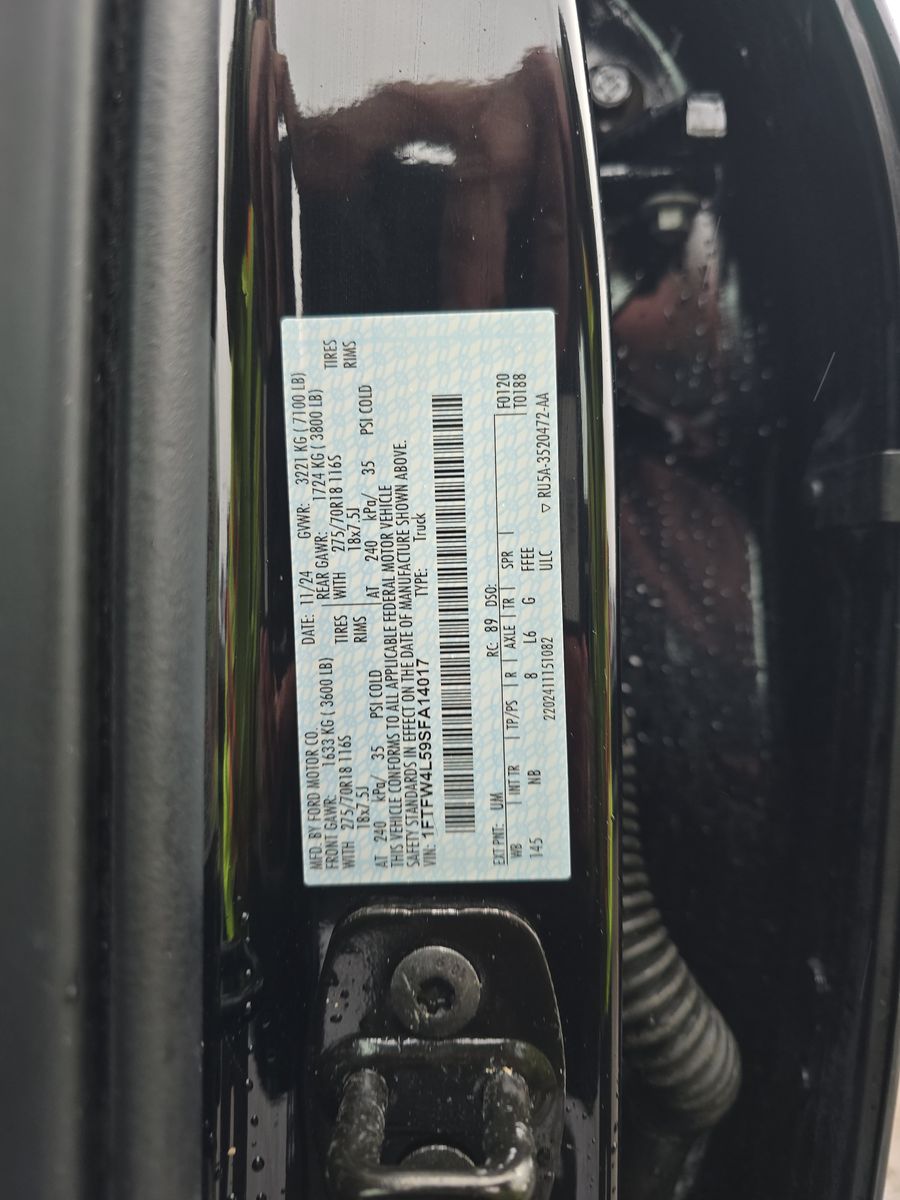 MFD. BY FORD MOTOR CO.
DATE: 11/24 GVWR: 3221 KG ( 7100 LB)
FRONT GAWR: 1633 KG ( 3600 LB) REAR GAWR: 1724 KG ( 3800 LB)
WITH 275/70R18 116S TIRES WITH 275/70R18 116S TIRES
18x7.5J RIMS 18x7.5J RIMS
AT 240 kPa/ 35 PSI COLD AT 240 kPa/ 35 PSI COLD
THIS VEHICLE CONFORMS TO ALL APPLICABLE FEDERAL MOTOR VEHICLE
SAFETY STANDARDS IN EFFECT ON THE DATE OF MANUFACTURE SHOWN ABOVE.
VIN: 1FTFW4L59SFA14017 TYPE: Truck
EXT PNT: UM RC: 89 DSO: F0120
WB INT TR TP/PS R AXLE TR SPR T0188
145 NB 8 L6 G FFEE
2202411151082 ULC ▽ RU5A-3520472-AA